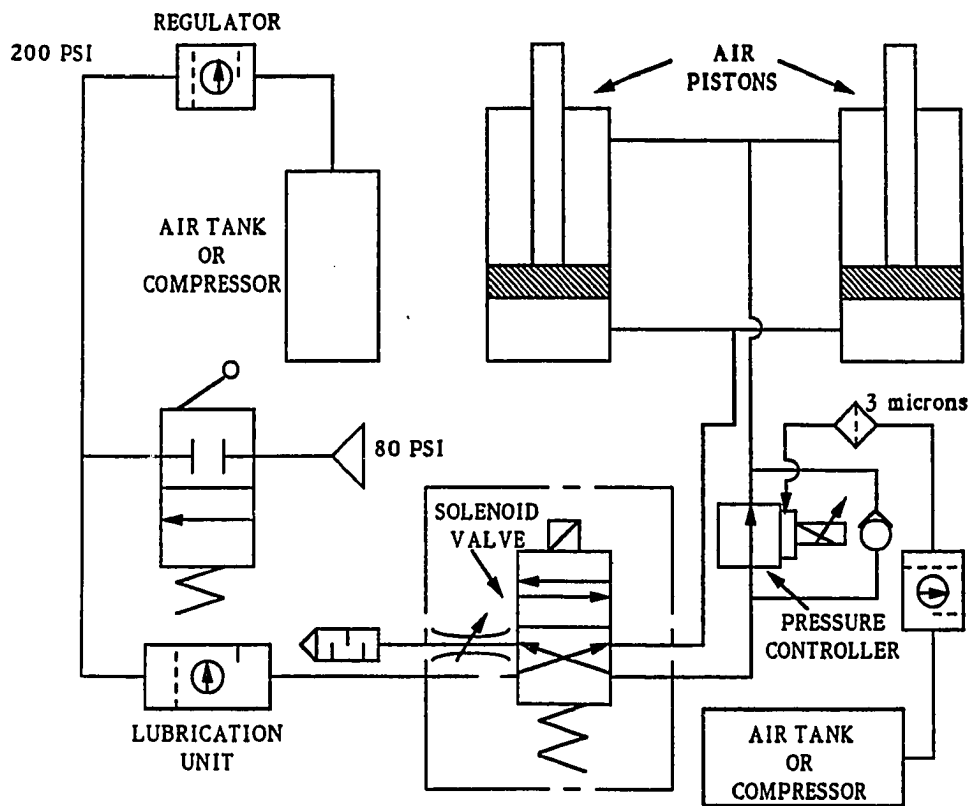 REGULATOR
200 PSI
AIR
PISTONS
AIR TANK
OR
COMPRESSOR
3 microns
80 PSI
SOLENOID
VALVE
PRESSURE
CONTROLLER
LUBRICATION
UNIT
AIR TANK
OR
COMPRESSOR